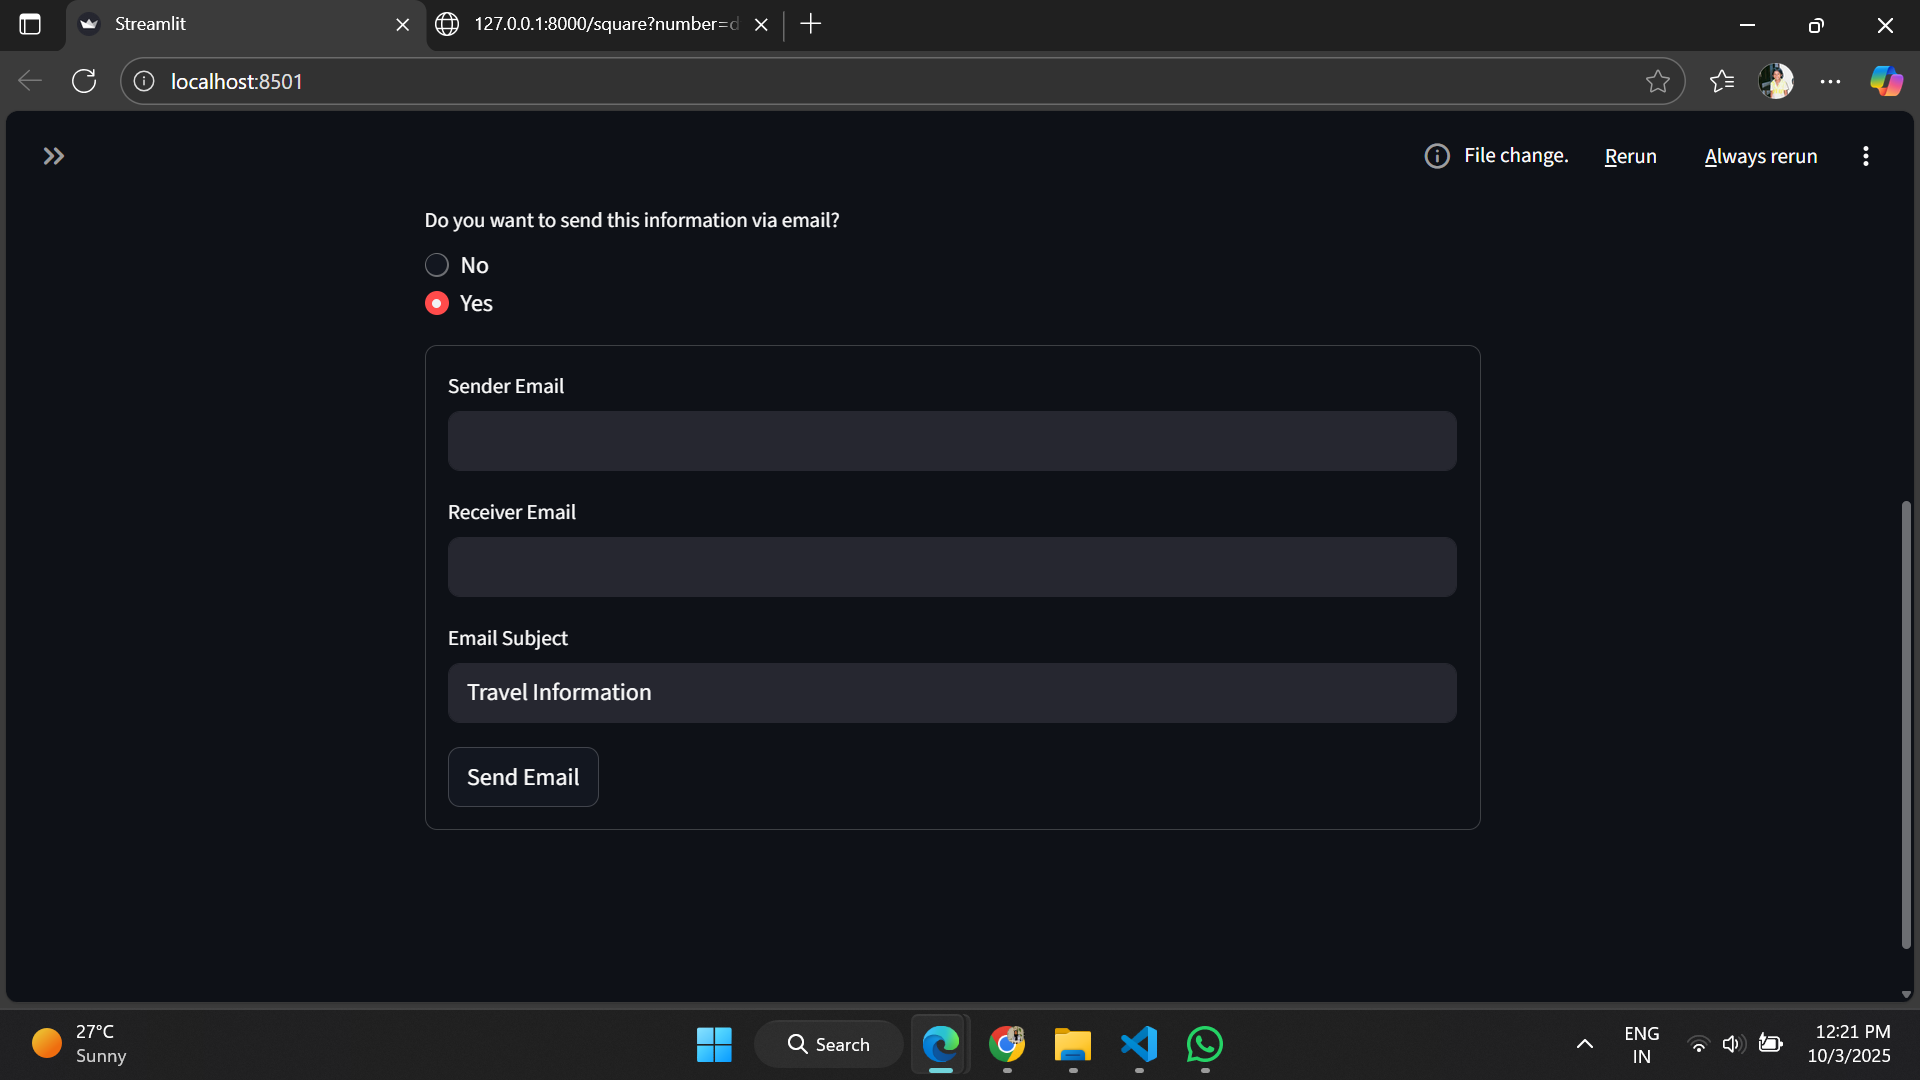 Streamlit
127.0.0.1:8000/square?number=d
localhost:8501
File change.
Rerun
Always rerun
Do you want to send this information via email?
No
Yes
Sender Email
Receiver Email
Email Subject
Travel Information
Send Email
27°C
Sunny
Search
ENG
IN
12:21 PM
10/3/2025